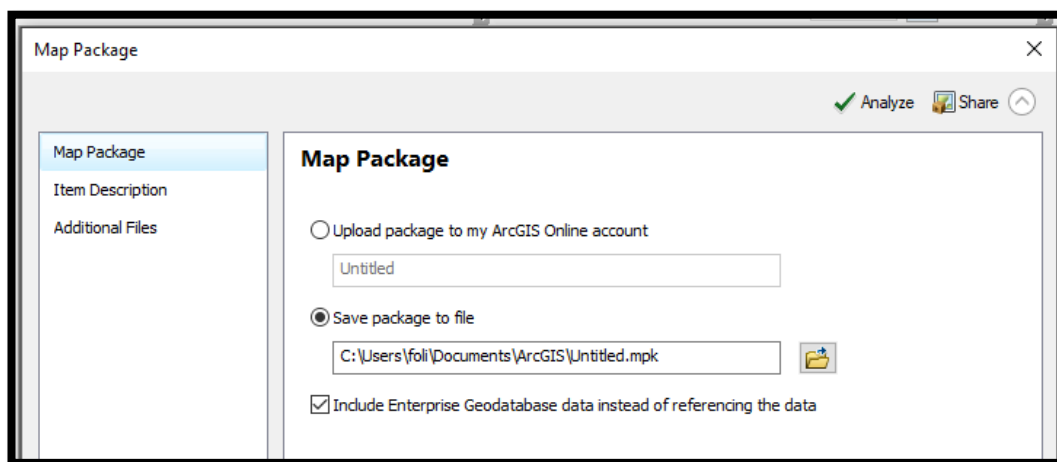 Map Package
Analyze Share
Map Package
Item Description
Additional Files
Map Package
Upload package to my ArcGIS Online account
Untitled
Save package to file
C:\Users\foli\Documents\ArcGIS\Untitled.mpk
Include Enterprise Geodatabase data instead of referencing the data